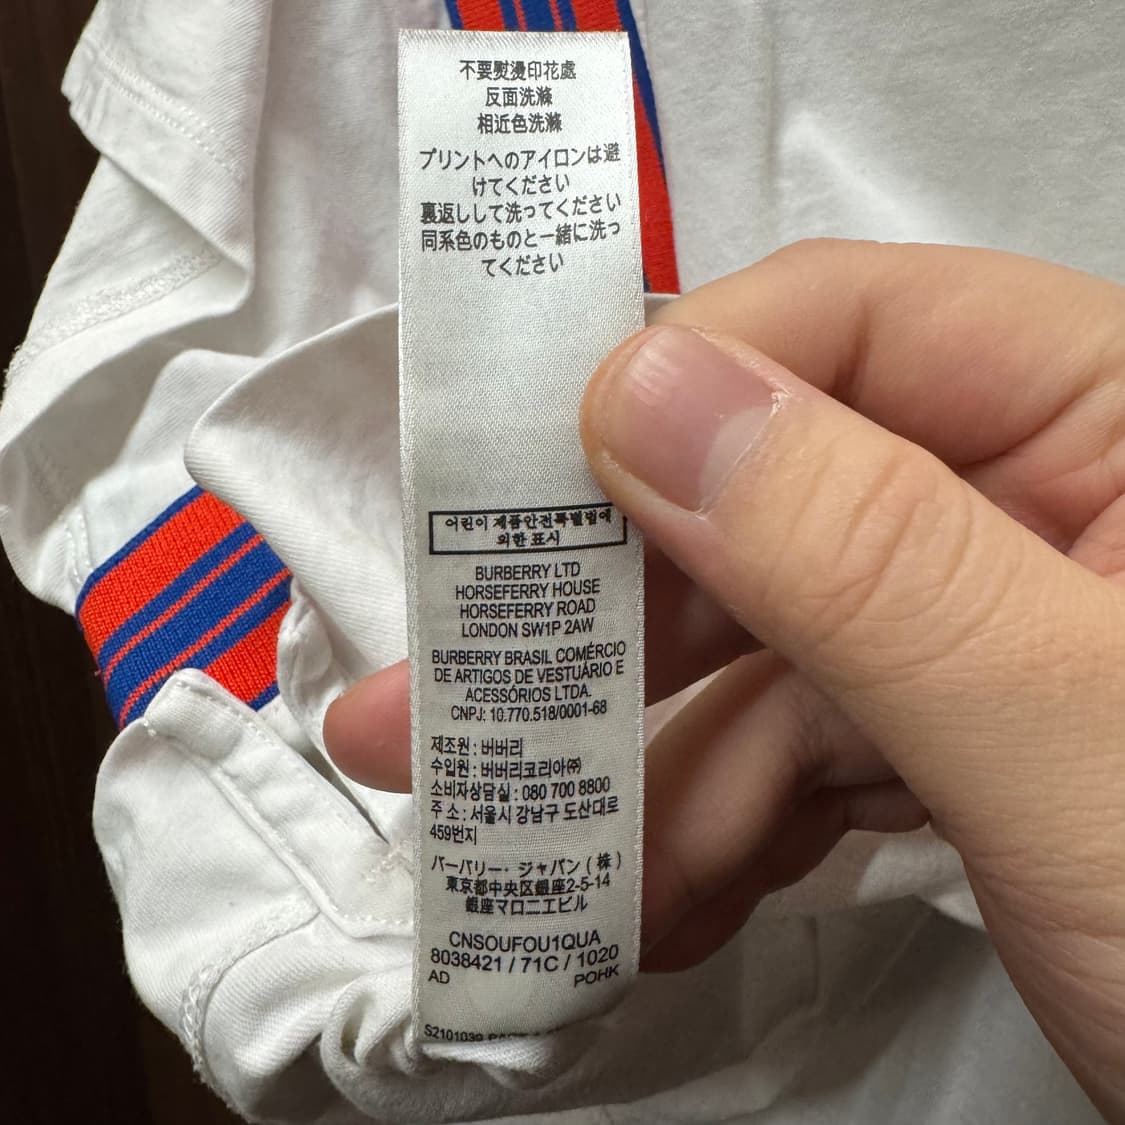 不要熨燙印花處
反面洗滌
相近色洗滌
プリントへのアイロンは避
けてください
裏返しして洗ってください
同系色のものと一緒に洗っ
てください
어린이 제품안전특별법에
의한 표시
BURBERRY LTD
HORSEFERRY HOUSE
HORSEFERRY ROAD
LONDON SW1P 2AW
BURBERRY BRASIL COMÉRCIO
DE ARTIGOS DE VESTUÁRIO E
ACESSÓRIOS LTDA.
CNPJ: 10.770.518/0001-68
제조원 : 버버리
수입원 : 버버리코리아㈜
소비자상담실 : 080 700 8800
주 소 : 서울시 강남구 도산대로
459번지
バーバリー・ジャパン ( 株 )
東京都中央区銀座2-5-14
銀座マロニエビル
CNSOUFOU1QUA
8038421 / 71C / 1020
AD POHK
S2101039